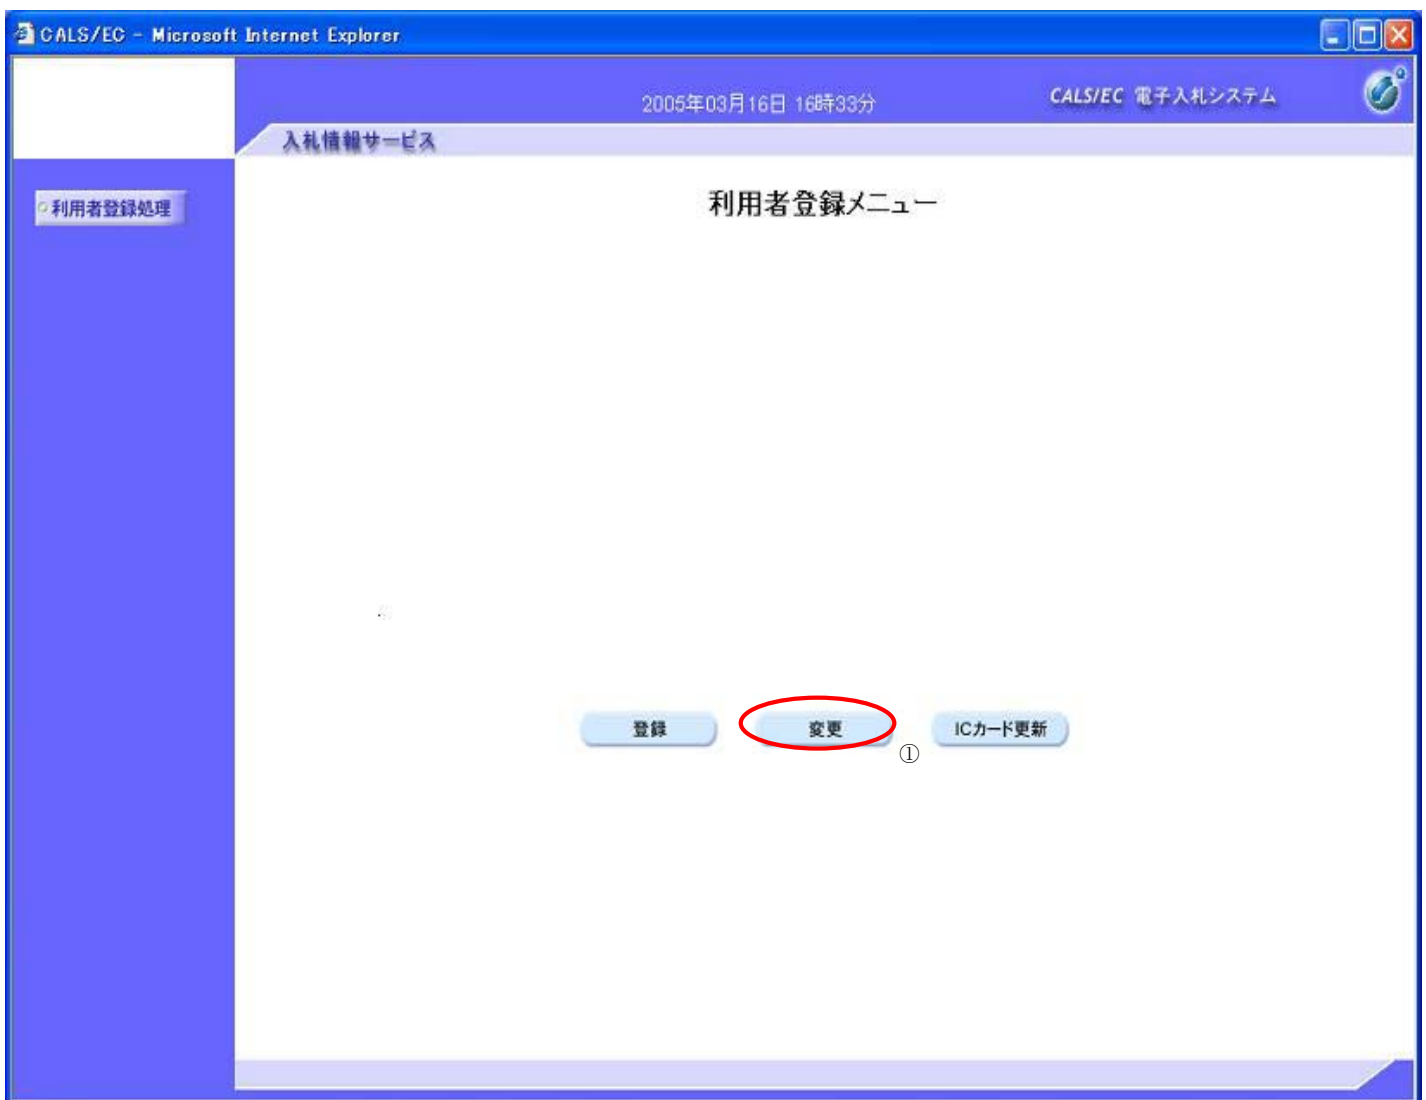 CALS/EC - Microsoft Internet Explorer
2005年03月16日 16時33分
CALS/EC 電子入札システム
入札情報サービス
利用者登録処理
利用者登録メニュー
登録
変更
ICカード更新
①